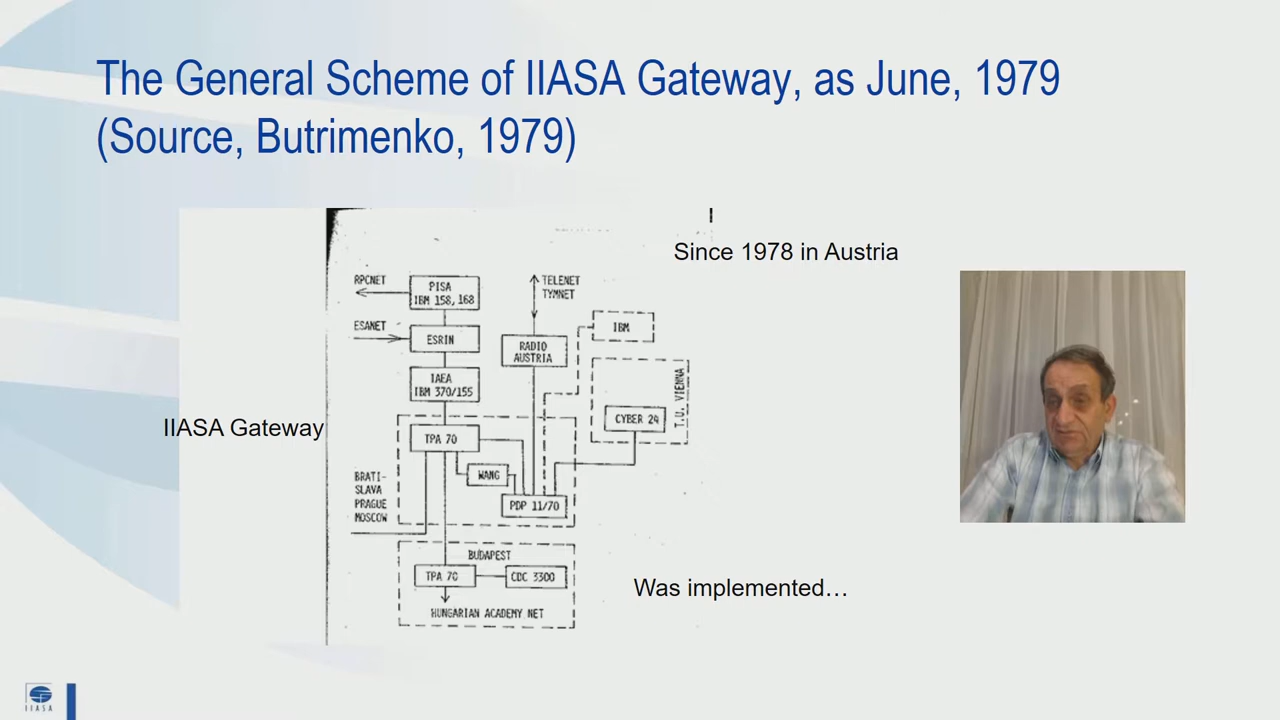 The General Scheme of IIASA Gateway, as June, 1979
(Source, Butrimenko, 1979)
Since 1978 in Austria
RPCNET
PISA
IBM 158, 168
TELENET
TYMNET
ESANET
ESRIN
RADIO
AUSTRIA
IBM
IAEA
IBM 370/155
T.U. VIENNA
CYBER 24
IIASA Gateway
TPA 70
WANG
BRATI-
SLAVA
PRAGUE
MOSCOW
PDP 11/70
BUDAPEST
TPA 70
CDC 3300
HUNGARIAN ACADEMY NET
Was implemented…
IIASA